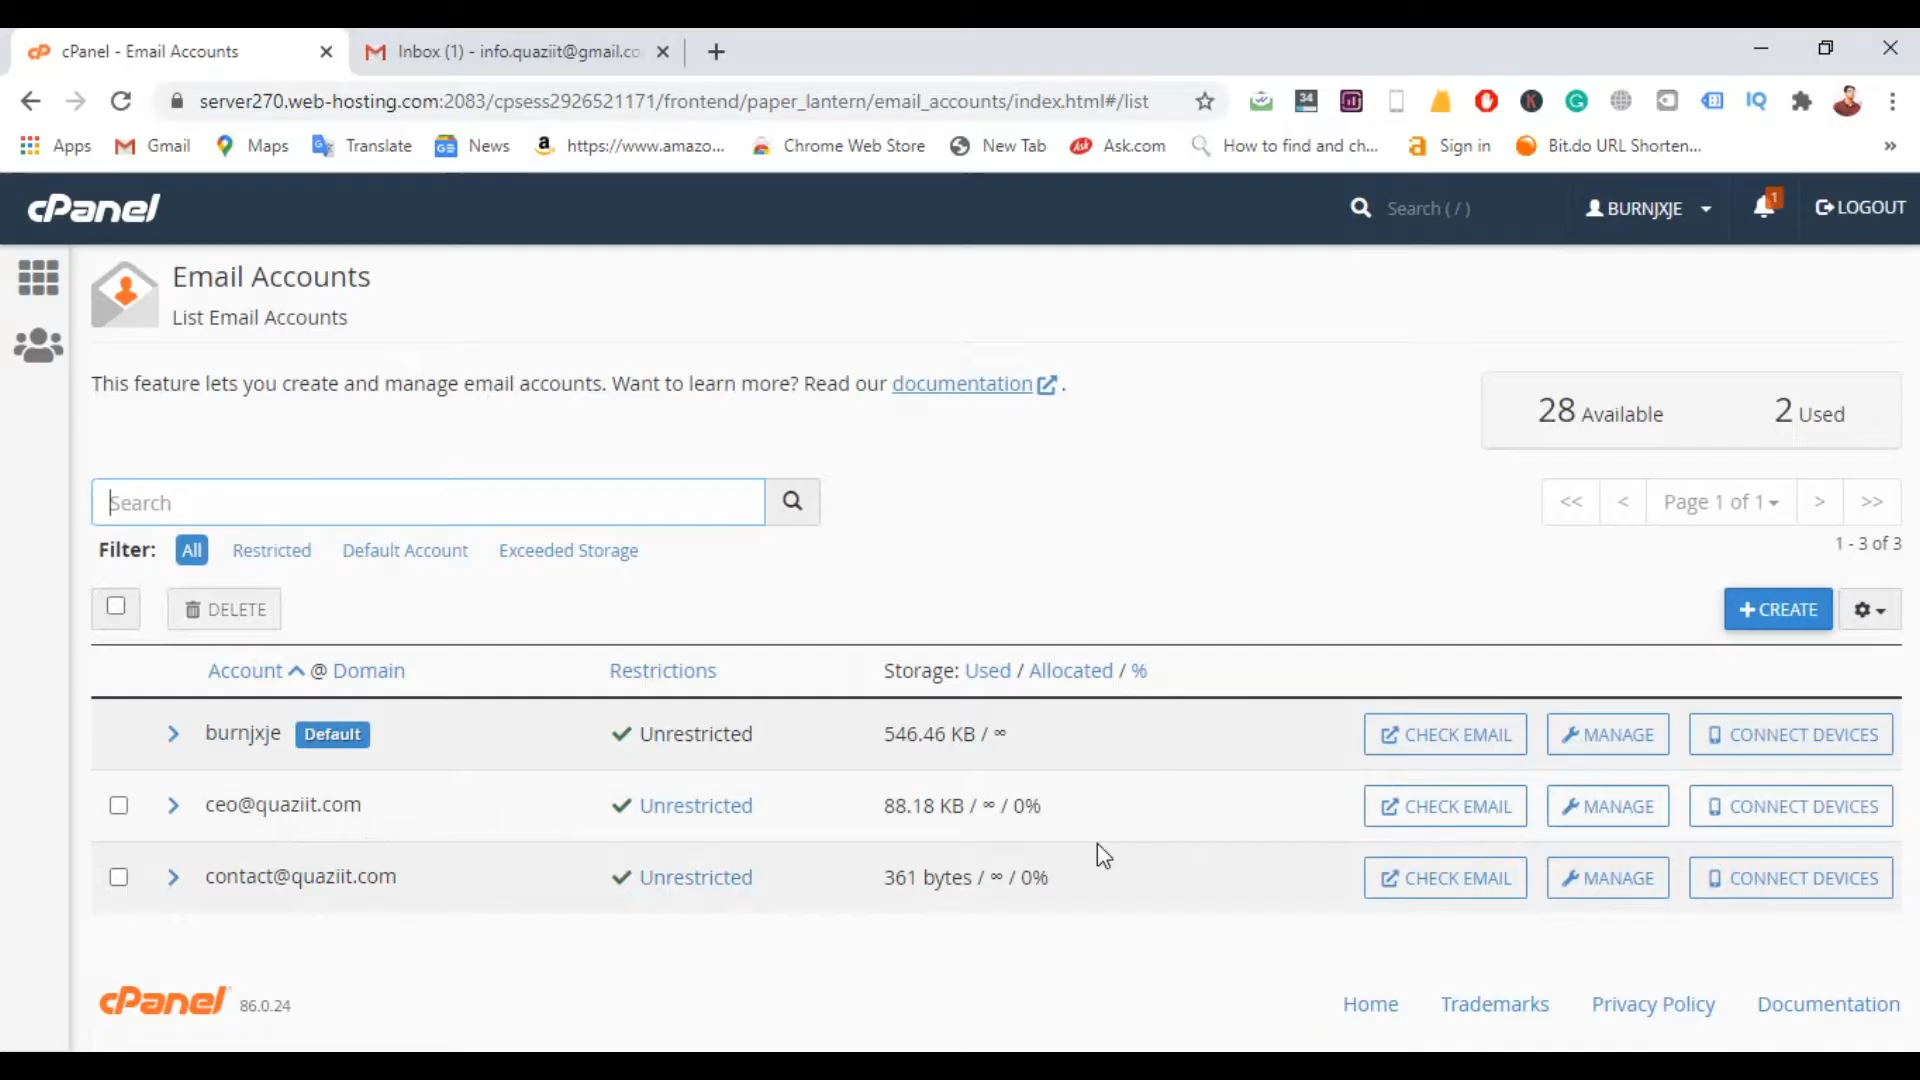 cPanel - Email Accounts
Inbox (1) - info.quaziit@gmail.co
server270.web-hosting.com:2083/cpsess2926521171/frontend/paper_lantern/email_accounts/index.html#/list
34
IQ
Apps
Gmail
Maps
Translate
News
https://www.amazo...
Chrome Web Store
New Tab
Ask.com
How to find and ch...
Sign in
Bit.do URL Shorten...
»
cPanel
Search ( / )
BURNJXJE
1
LOGOUT
Email Accounts
List Email Accounts
This feature lets you create and manage email accounts. Want to learn more? Read our documentation .
28 Available
2 Used
Search
<< < Page 1 of 1 > >>
1 - 3 of 3
Filter: All Restricted Default Account Exceeded Storage
DELETE
+ CREATE
Account @ Domain
Restrictions
Storage: Used / Allocated / %
burnjxje Default
Unrestricted
546.46 KB / ∞
CHECK EMAIL
MANAGE
CONNECT DEVICES
ceo@quaziit.com
Unrestricted
88.18 KB / ∞ / 0%
CHECK EMAIL
MANAGE
CONNECT DEVICES
contact@quaziit.com
Unrestricted
361 bytes / ∞ / 0%
CHECK EMAIL
MANAGE
CONNECT DEVICES
cPanel 86.0.24
Home
Trademarks
Privacy Policy
Documentation